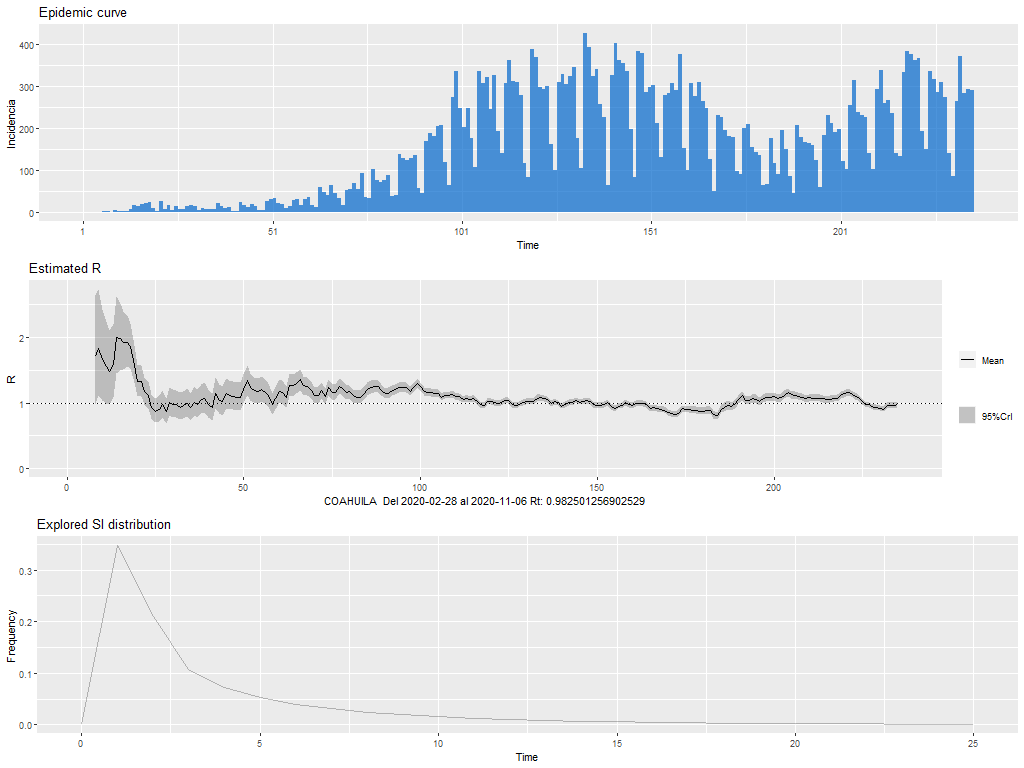 Epidemic curve
400
300
200
100
0
Incidencia
1 51 101 151 201
Time
Estimated R
2
1
0
R
Mean
95%CrI
0 50 100 150 200
COAHUILA Del 2020-02-28 al 2020-11-06 Rt: 0.982501256902529
Explored SI distribution
0.3
0.2
0.1
0.0
Frequency
0 5 10 15 20 25
Time